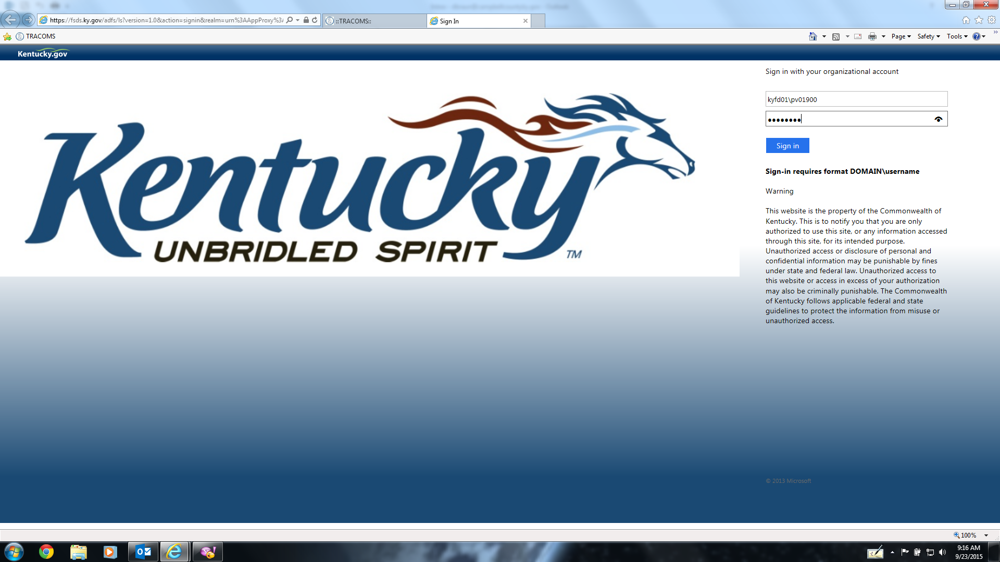 https://fsds.ky.gov/adfs/ls?version=1.0&action=signin&realm=urn%3AAppProxy%3
::TRACOMS::
Sign In
TRACOMS
Page
Safety
Tools
Kentucky.gov
Sign in with your organizational account
kyfd01\pv01900
Sign in
Sign-in requires format DOMAIN\username
Warning
This website is the property of the Commonwealth of
Kentucky. This is to notify you that you are only
authorized to use this site, or any information accessed
through this site, for its intended purpose.
Unauthorized access or disclosure of personal and
confidential information may be punishable by fines
under state and federal law. Unauthorized access to
this website or access in excess of your authorization
may also be criminally punishable. The Commonwealth
of Kentucky follows applicable federal and state
guidelines to protect the information from misuse or
unauthorized access.
Kentucky
UNBRIDLED SPIRIT TM
© 2013 Microsoft
100%
9:16 AM
9/23/2015